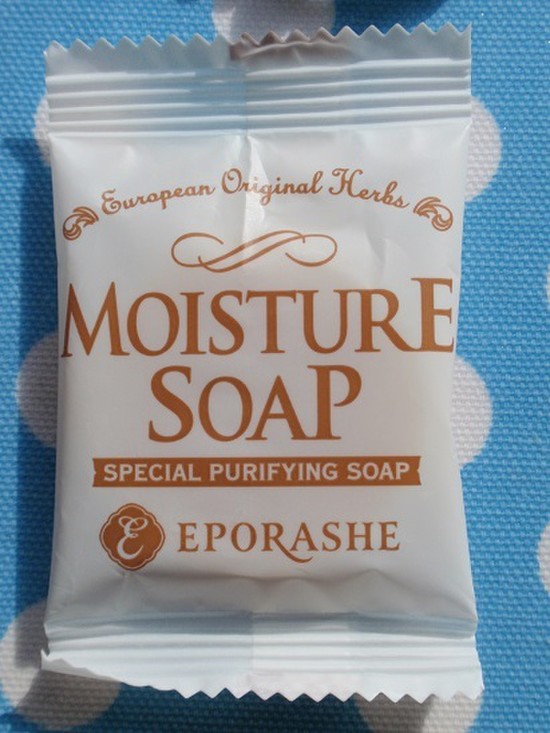 European Original Herbs
MOISTURE
SOAP
SPECIAL PURIFYING SOAP
E EPORASHE